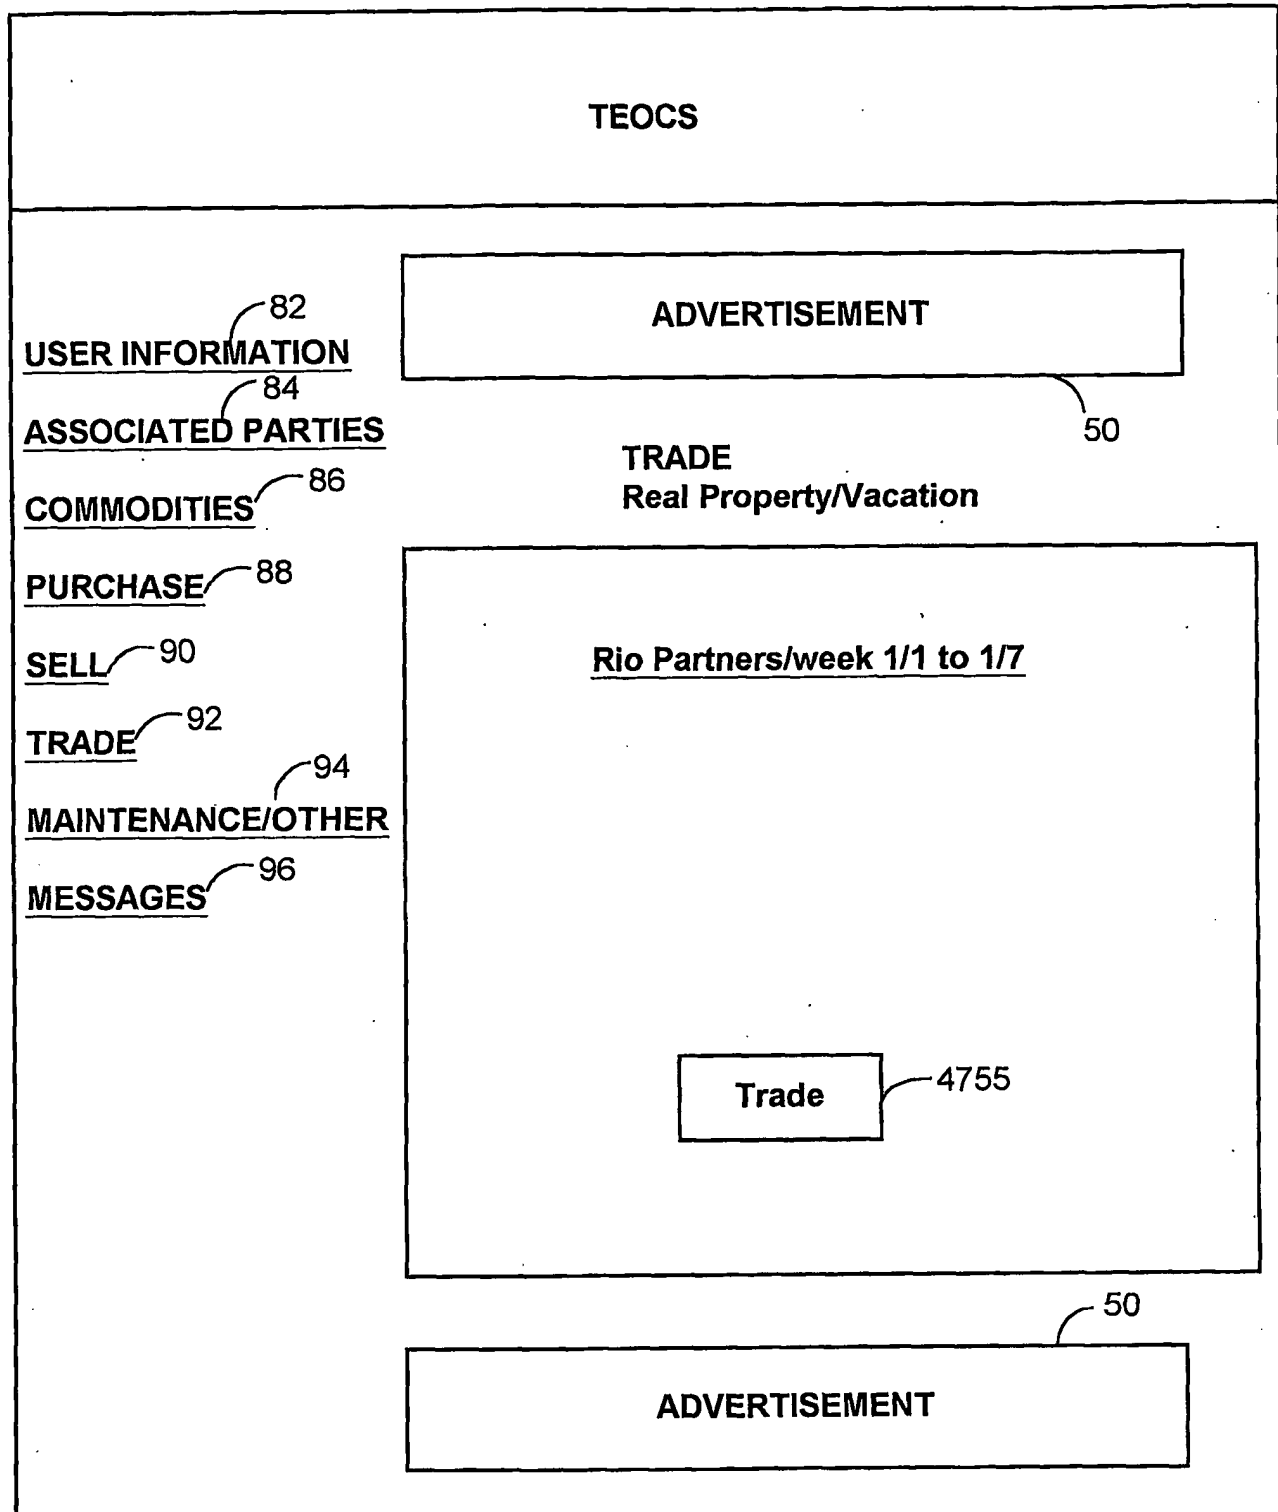 TEOCS
ADVERTISEMENT
50
82
USER INFORMATION
84
ASSOCIATED PARTIES
86
COMMODITIES
88
PURCHASE
90
SELL
92
TRADE
94
MAINTENANCE/OTHER
96
MESSAGES
TRADE
Real Property/Vacation
Rio Partners/week 1/1 to 1/7
Trade
4755
50
ADVERTISEMENT